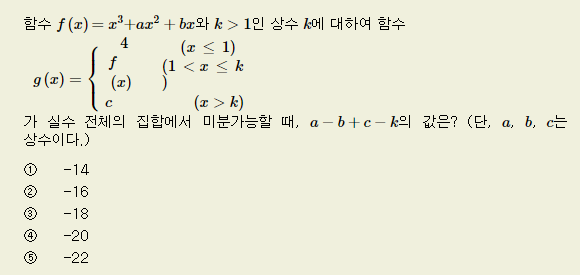 함수 f(x)=x³+ax²+bx와 k>1인 상수 k에 대하여 함수
4 (x ≤ 1)
g(x)= { f(x) (1 < x ≤ k)
c (x > k)
가 실수 전체의 집합에서 미분가능할 때, a−b+c−k의 값은? (단, a, b, c는
상수이다.)
① -14
② -16
③ -18
④ -20
⑤ -22